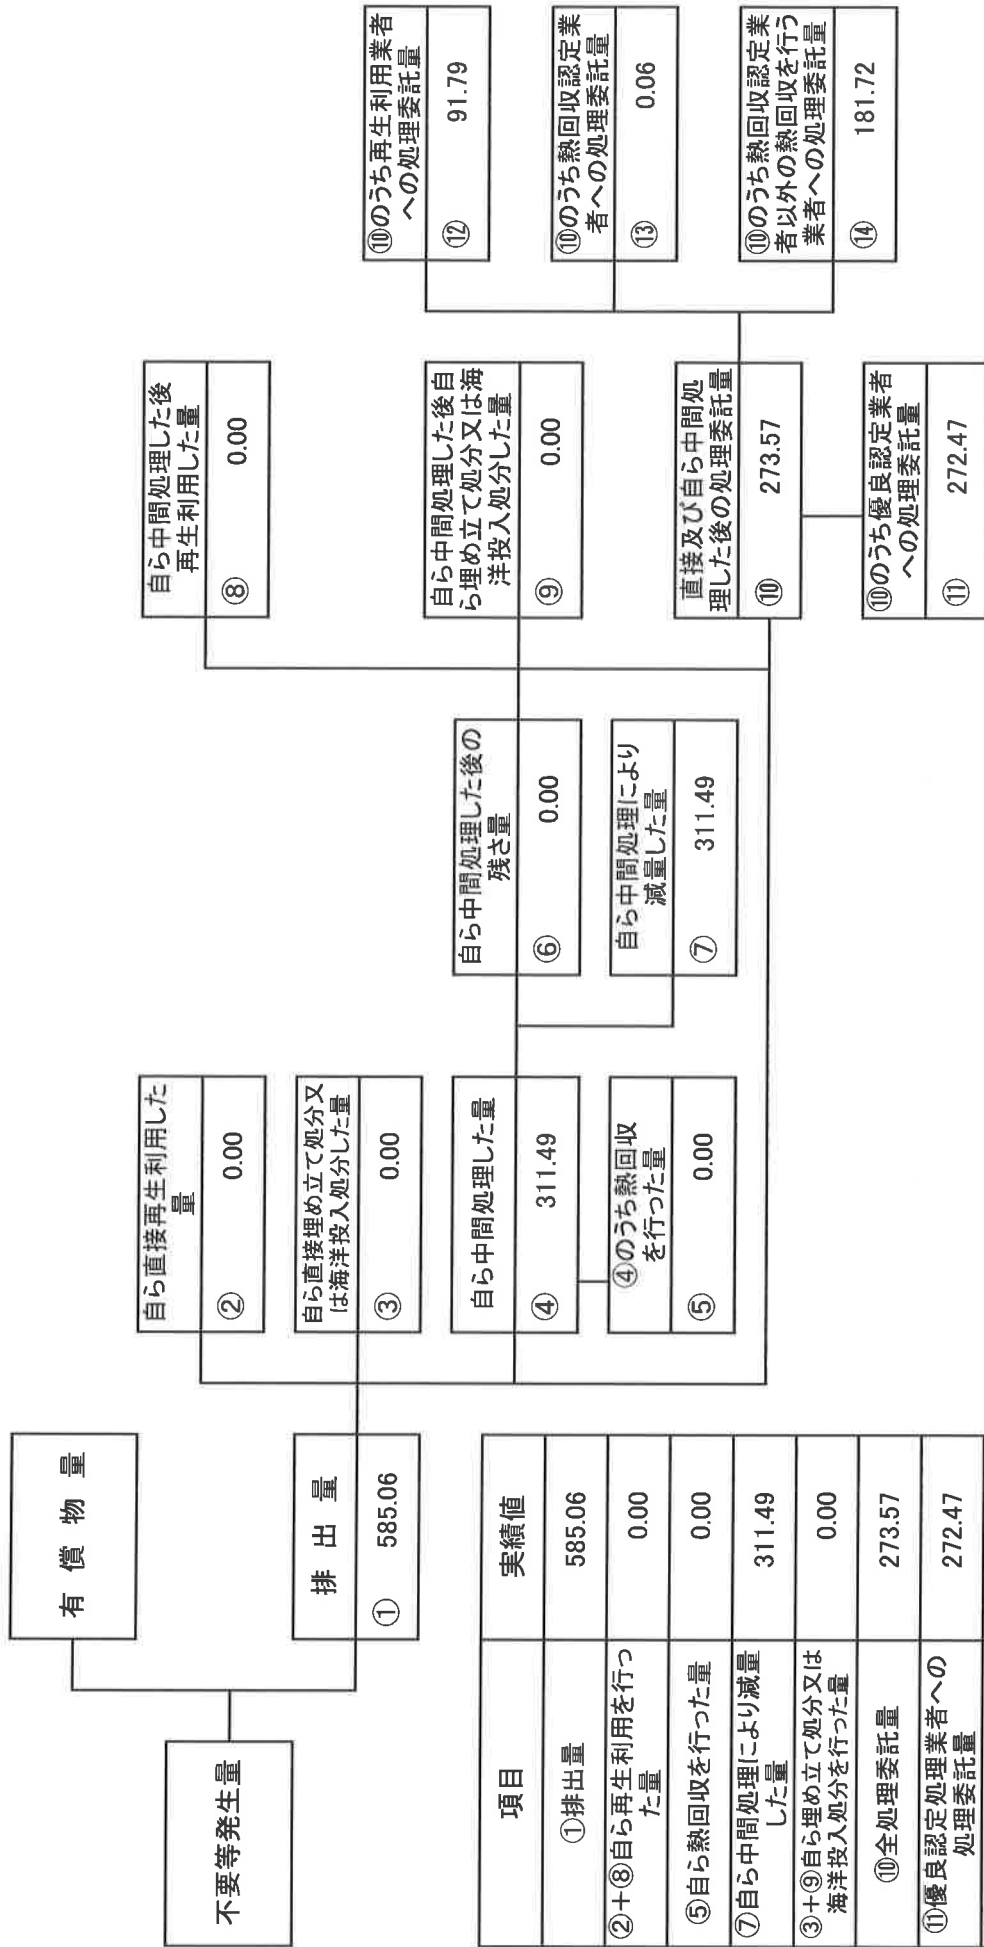 不要等発生量
有償物量
排出量
① 585.06
自ら直接再生利用した
量
② 0.00
自ら直接埋め立て処分又
は海洋投入処分した量
③ 0.00
自ら中間処理した量
④ 311.49
④のうち熱回収
を行った量
⑤ 0.00
自ら中間処理した後の
残さ量
⑥ 0.00
自ら中間処理により
減量した量
⑦ 311.49
自ら中間処理した後
再生利用した量
⑧ 0.00
自ら中間処理した後自
ら埋め立て処分又は海
洋投入処分した量
⑨ 0.00
直接及び自ら中間処
理した後の処理委託量
⑩ 273.57
⑩のうち優良認定業者
への処理委託量
⑪ 272.47
⑩のうち再生利用業者
への処理委託量
⑫ 91.79
⑩のうち熱回収認定業
者への処理委託量
⑬ 0.06
⑩のうち熱回収認定業
者以外の熱回収を行う
業者への処理委託量
⑭ 181.72
項目 実績値
①排出量 585.06
②+⑧自ら再生利用を行っ
た量 0.00
⑤自ら熱回収を行った量 0.00
⑦自ら中間処理により減量
した量 311.49
③+⑨自ら埋め立て処分又は
海洋投入処分を行った量 0.00
⑩全処理委託量 273.57
⑪優良認定処理業者への
処理委託量 272.47